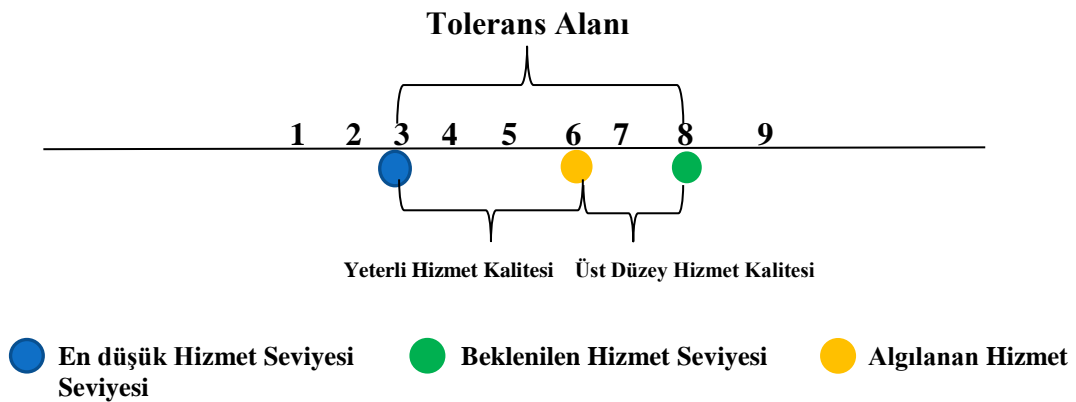 Tolerans Alanı
1 2 3 4 5 6 7 8 9
Yeterli Hizmet Kalitesi Üst Düzey Hizmet Kalitesi
En düşük Hizmet Seviyesi Beklenilen Hizmet Seviyesi Algılanan Hizmet
Seviyesi